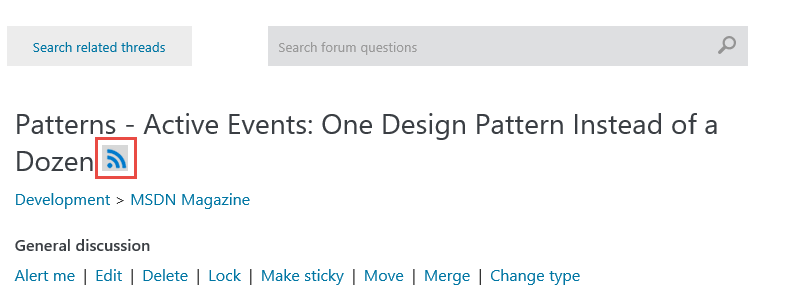 Search related threads
Search forum questions
Patterns - Active Events: One Design Pattern Instead of a
Dozen
Development > MSDN Magazine
General discussion
Alert me | Edit | Delete | Lock | Make sticky | Move | Merge | Change type